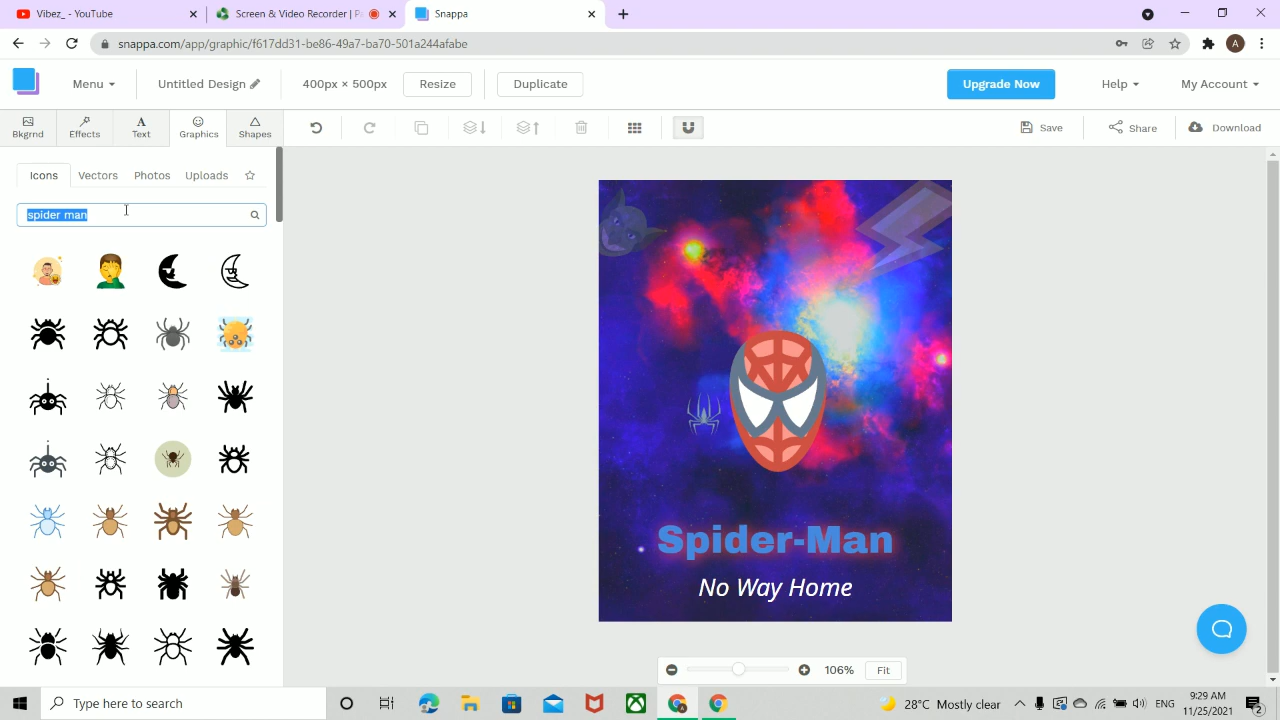 Vibez_ - YouTube
Screen & Video Recorder | Pi
Snappa
snappa.com/app/graphic/f617dd31-be86-49a7-ba70-501a244afabe
A
Menu
Untitled Design
400px × 500px
Resize
Duplicate
Upgrade Now
Help
My Account
Bkgrnd
Effects
Text
Graphics
Shapes
Save
Share
Download
Icons
Vectors
Photos
Uploads
spider man
Spider-Man
No Way Home
106%
Fit
Type here to search
28°C Mostly clear
ENG
9:29 AM
11/25/2021
2